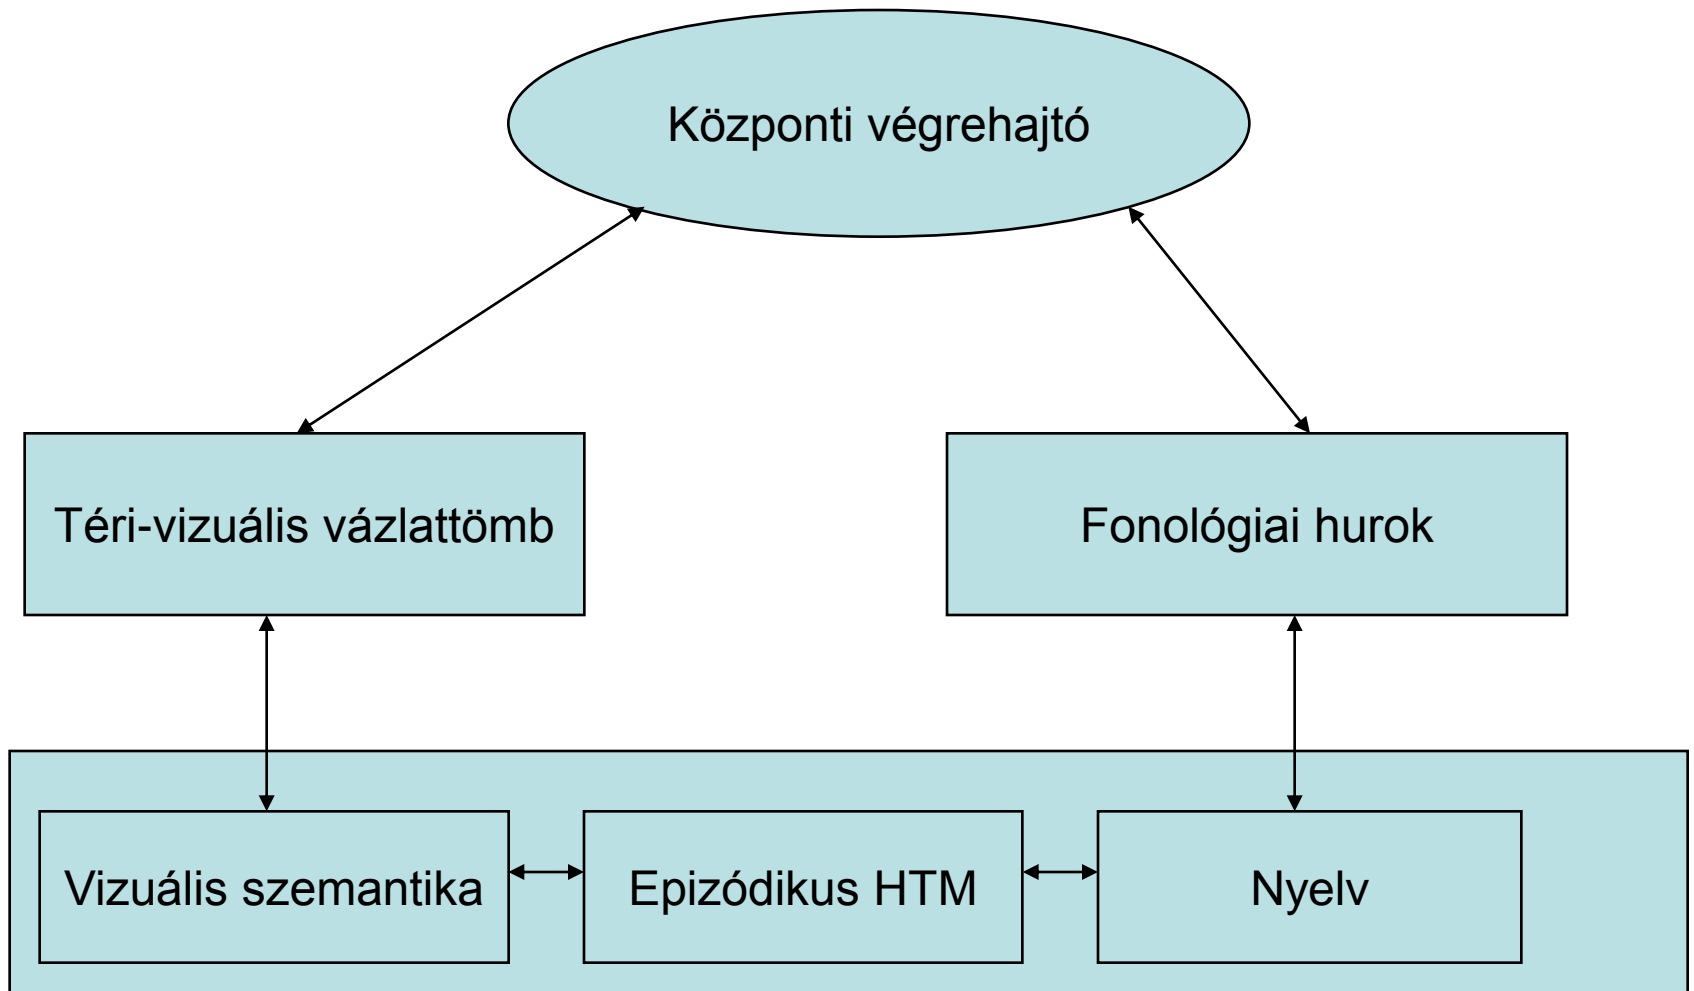 Központi végrehajtó
Téri-vizuális vázlattömb
Fonológiai hurok
Vizuális szemantika
Epizódikus HTM
Nyelv